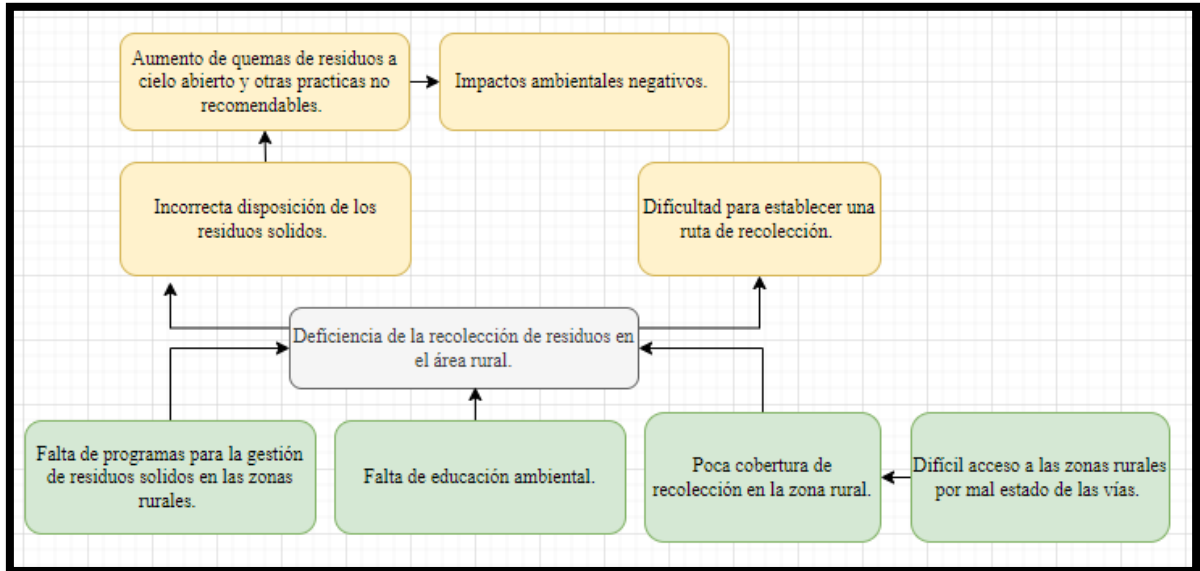 Aumento de quemas de residuos a
cielo abierto y otras practicas no
recomendables.
Impactos ambientales negativos.
Incorrecta disposición de los
residuos solidos.
Dificultad para establecer una
ruta de recolección.
Deficiencia de la recolección de residuos en
el área rural.
Falta de programas para la gestión
de residuos solidos en las zonas
rurales.
Falta de educación ambiental.
Poca cobertura de
recolección en la zona rural.
Difícil acceso a las zonas rurales
por mal estado de las vías.